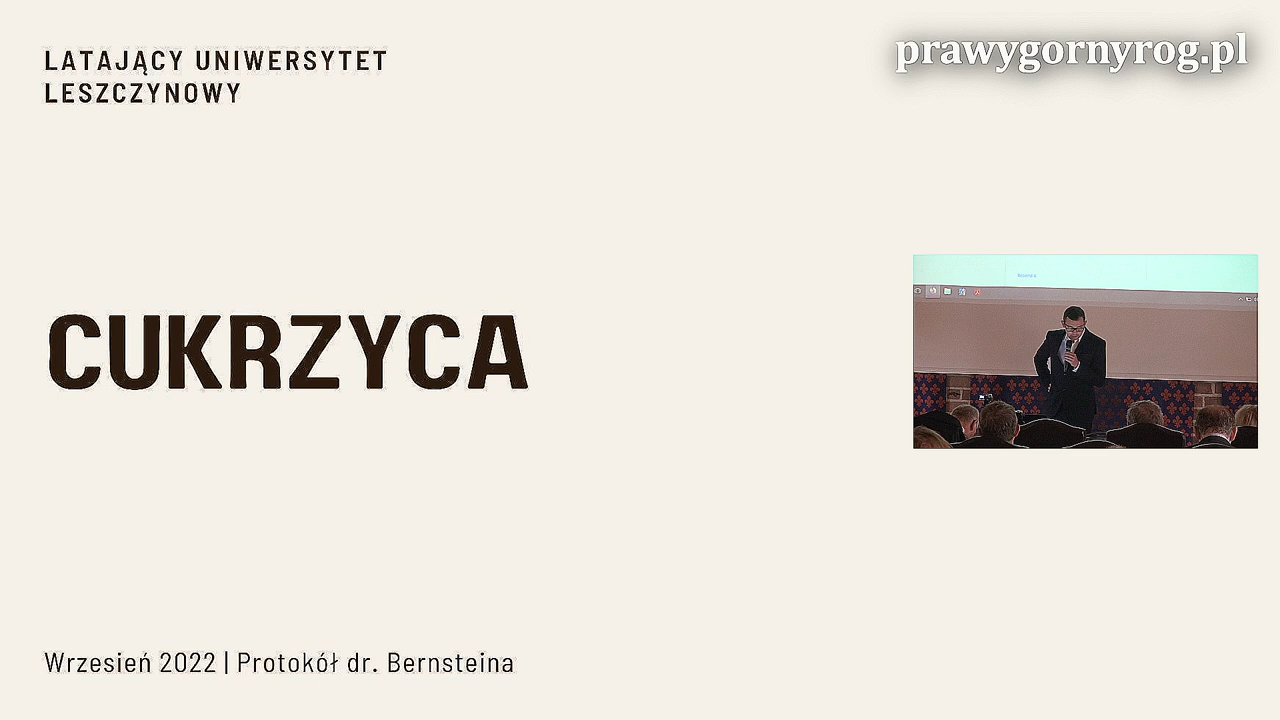 LATAJĄCY UNIWERSYTET
LESZCZYNOWY
prawygornyrog.pl
CUKRZYCA
Wrzesień 2022 | Protokół dr. Bernsteina